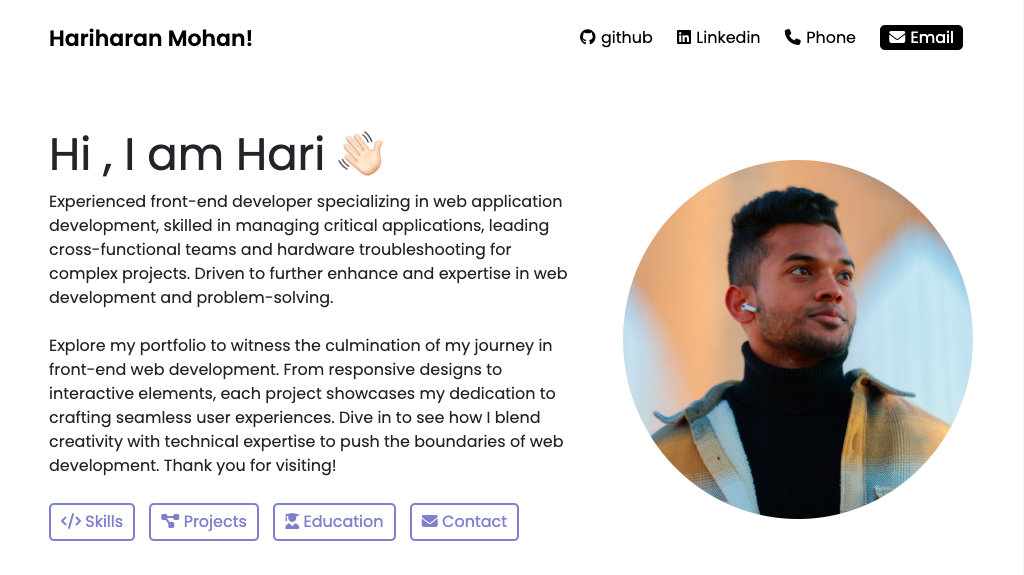 Hariharan Mohan!
github
Linkedin
Phone
Email
Hi , I am Hari 👋🏻
Experienced front-end developer specializing in web application
development, skilled in managing critical applications, leading
cross-functional teams and hardware troubleshooting for
complex projects. Driven to further enhance and expertise in web
development and problem-solving.
Explore my portfolio to witness the culmination of my journey in
front-end web development. From responsive designs to
interactive elements, each project showcases my dedication to
crafting seamless user experiences. Dive in to see how I blend
creativity with technical expertise to push the boundaries of web
development. Thank you for visiting!
Skills
Projects
Education
Contact